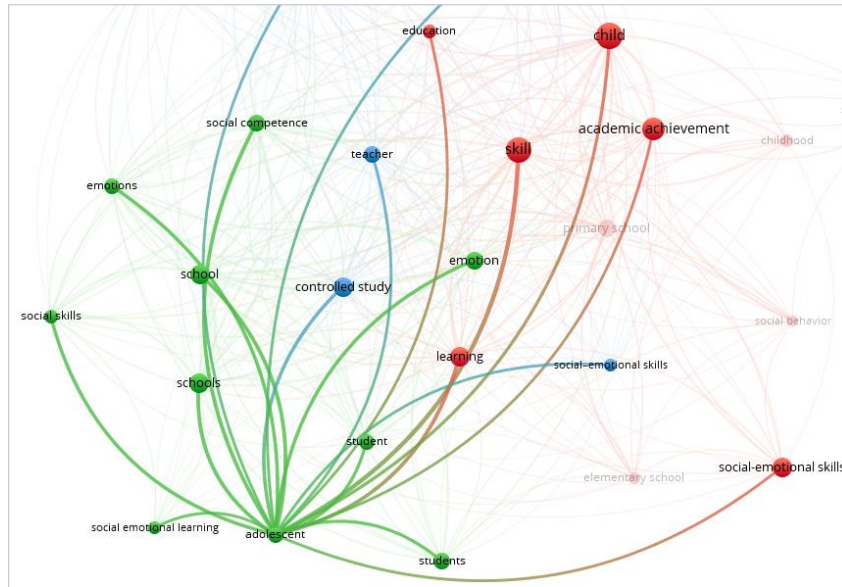 education
child
social competence
academic achievement
childhood
teacher
skill
emotions
primary school
emotion
school
controlled study
social skills
social behavior
learning
social-emotional skills
schools
student
social-emotional skills
elementary school
social emotional learning
adolescent
students